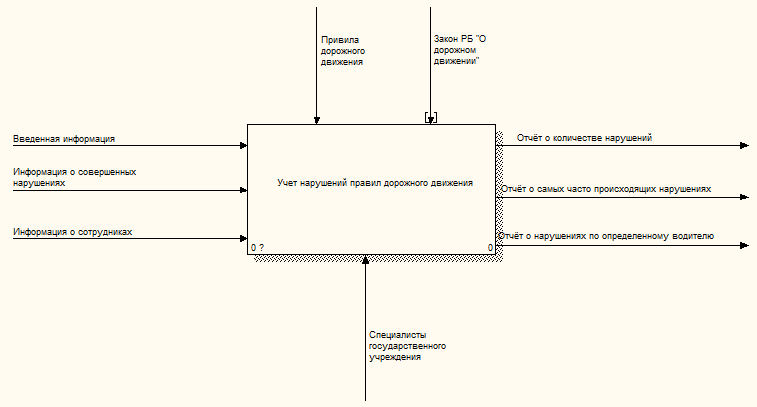 Привила
дорожного
движения
Закон РБ "О
дорожном
движении"
Введенная информация
Информация о совершенных
нарушениях
Информация о сотрудниках
Учет нарушений правил дорожного движения
0 ?
0
Отчёт о количестве нарушений
Отчёт о самых часто происходящих нарушениях
Отчёт о нарушениях по определенному водителю
Специалисты
государственного
учреждения